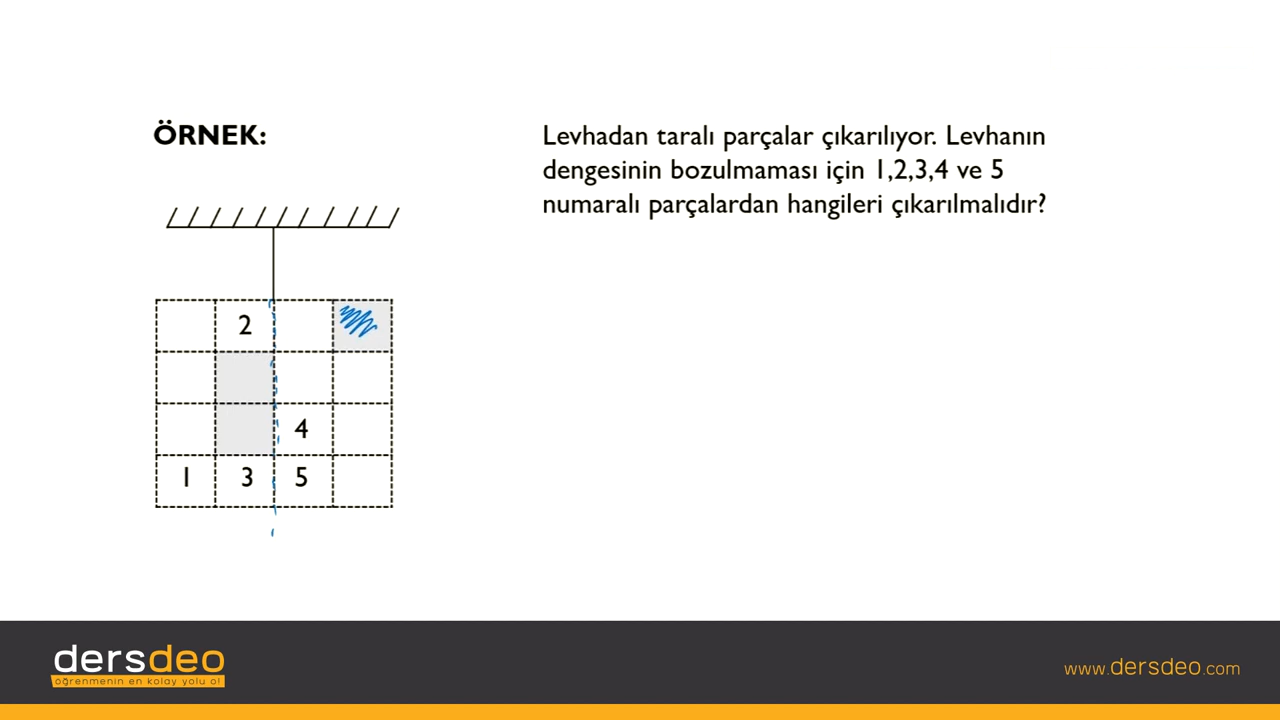 ÖRNEK:
Levhadan taralı parçalar çıkarılıyor. Levhanın
dengesinin bozulmaması için 1,2,3,4 ve 5
numaralı parçalardan hangileri çıkarılmalıdır?
2
4
1 3 5
dersdeo
öğrenmenin en kolay yolu o!
www.dersdeo.com